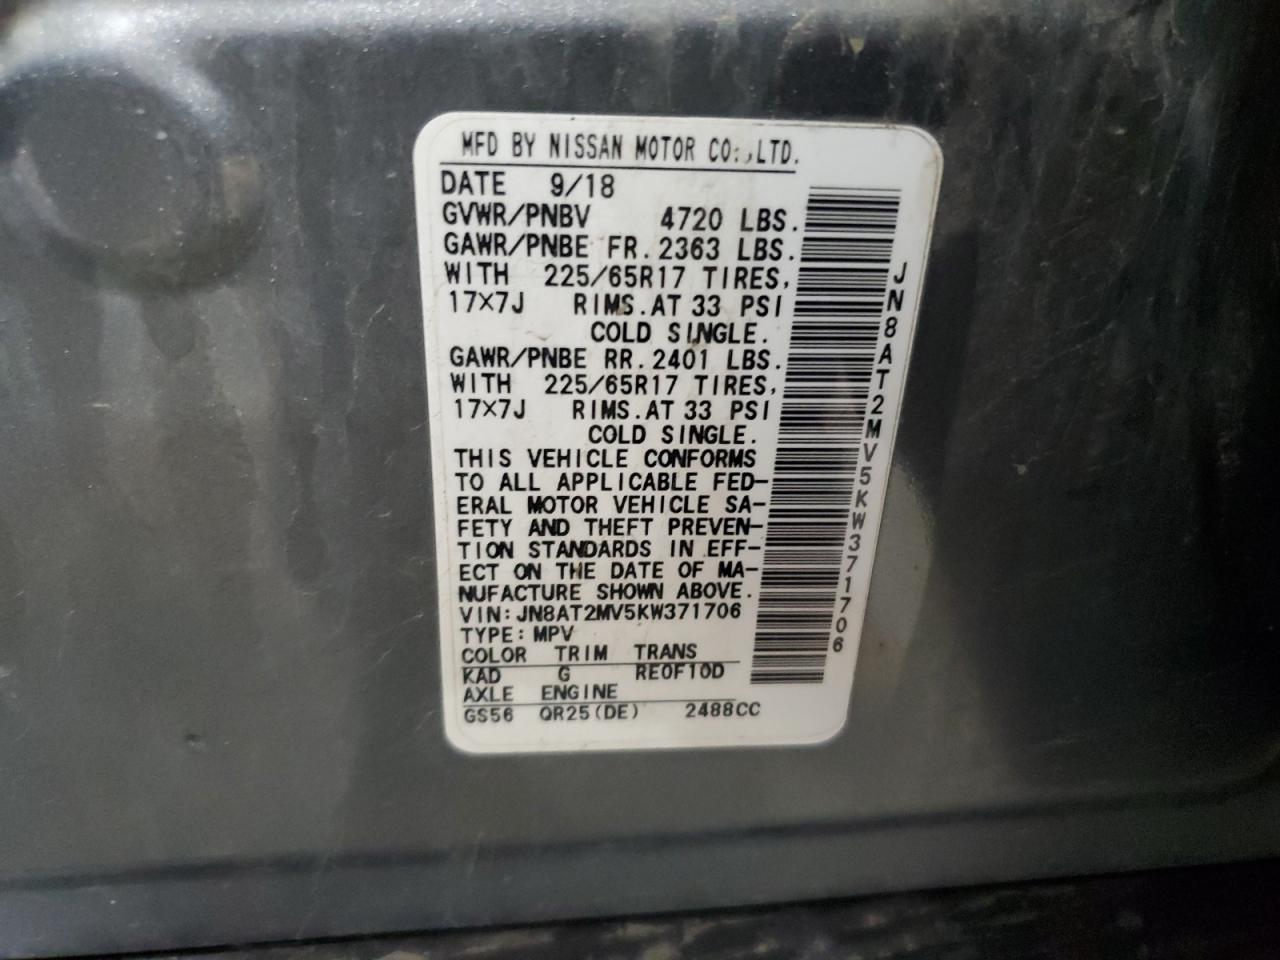 MFD BY NISSAN MOTOR CO.,LTD.
DATE 9/18
GVWR/PNBV 4720 LBS.
GAWR/PNBE FR. 2363 LBS.
WITH 225/65R17 TIRES,
17×7J RIMS.AT 33 PSI
COLD SINGLE.
GAWR/PNBE RR. 2401 LBS.
WITH 225/65R17 TIRES,
17×7J RIMS.AT 33 PSI
COLD SINGLE.
THIS VEHICLE CONFORMS
TO ALL APPLICABLE FED-
ERAL MOTOR VEHICLE SA-
FETY AND THEFT PREVEN-
TION STANDARDS IN EFF-
ECT ON THE DATE OF MA-
NUFACTURE SHOWN ABOVE.
VIN:JN8AT2MV5KW371706
TYPE:MPV
COLOR TRIM TRANS
KAD G RE0F10D
AXLE ENGINE
GS56 QR25(DE) 2488CC
JN8AT2MV5KW371706